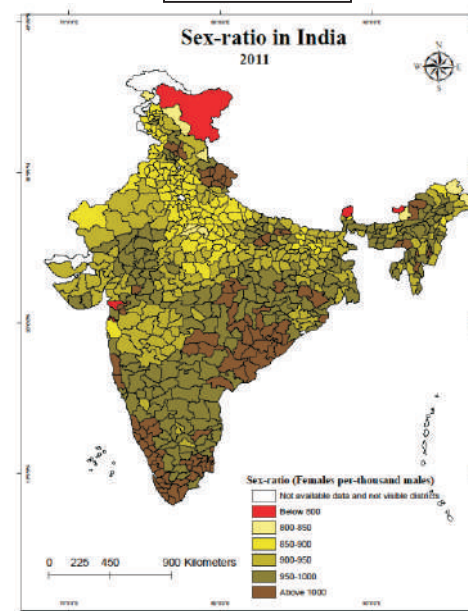 Sex-ratio in India
2011
N
W E
S
Sex-ratio (Females per-thousand males)
Not available data and not visible districts
Below 800
800-850
850-900
900-950
950-1000
Above 1000
0 225 450 900 Kilometers